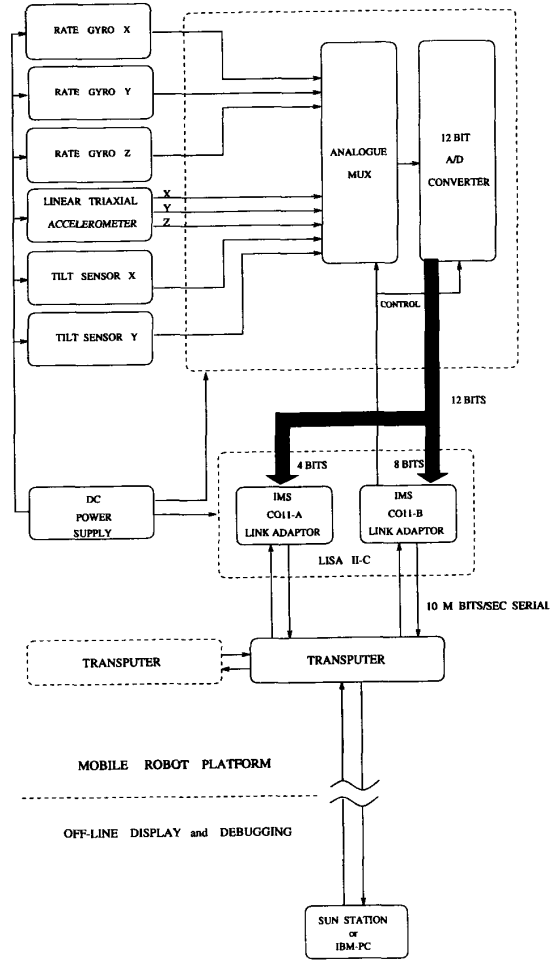 RATE GYRO X
RATE GYRO Y
RATE GYRO Z
LINEAR TRIAXIAL
ACCELEROMETER
X
Y
Z
TILT SENSOR X
TILT SENSOR Y
ANALOGUE
MUX
12 BIT
A/D
CONVERTER
CONTROL
12 BITS
4 BITS
8 BITS
DC
POWER
SUPPLY
IMS
CO11-A
LINK ADAPTOR
IMS
CO11-B
LINK ADAPTOR
LISA II-C
10 M BITS/SEC SERIAL
TRANSPUTER
TRANSPUTER
MOBILE ROBOT PLATFORM
OFF-LINE DISPLAY and DEBUGGING
SUN STATION
or
IBM-PC